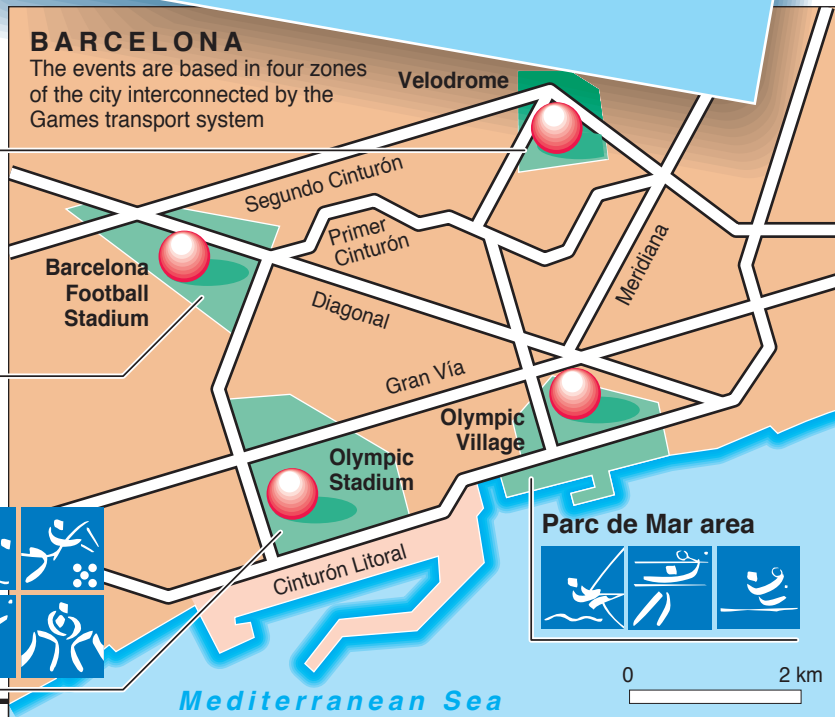 BARCELONA
The events are based in four zones
of the city interconnected by the
Games transport system
Velodrome
Segundo Cinturón
Primer
Cinturón
Meridiana
Barcelona
Football
Stadium
Diagonal
Gran Vía
Olympic
Village
Olympic
Stadium
Parc de Mar area
Cinturón Litoral
0 2 km
Mediterranean Sea